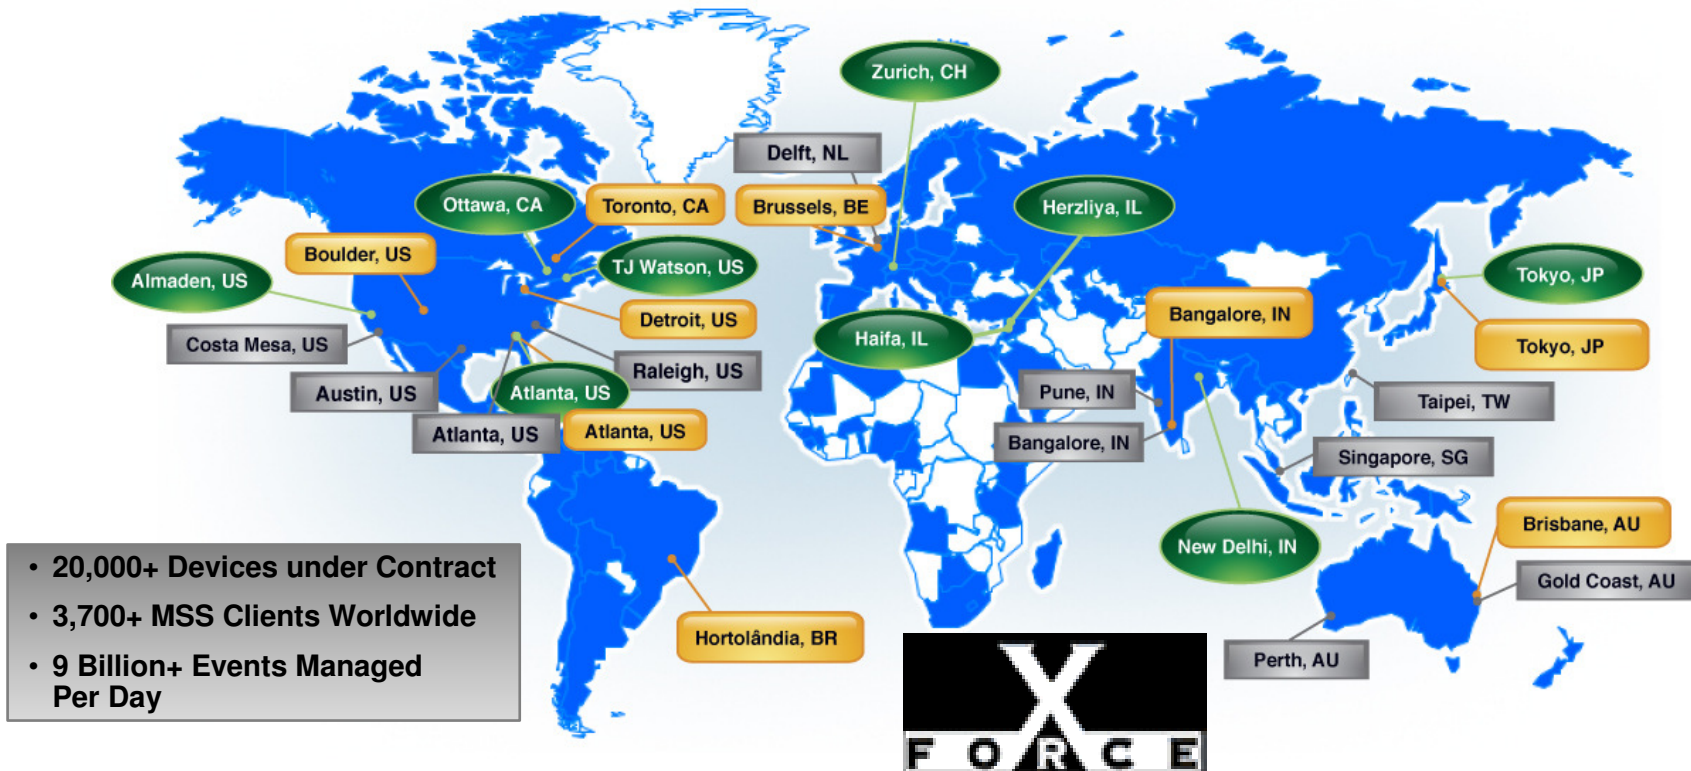 Zurich, CH
Delft, NL
Ottawa, CA
Toronto, CA
Brussels, BE
Herzliya, IL
Boulder, US
TJ Watson, US
Almaden, US
Tokyo, JP
Detroit, US
Bangalore, IN
Costa Mesa, US
Haifa, IL
Tokyo, JP
Raleigh, US
Austin, US
Atlanta, US
Pune, IN
Taipei, TW
Atlanta, US
Atlanta, US
Bangalore, IN
Singapore, SG
Brisbane, AU
New Delhi, IN
Gold Coast, AU
• 20,000+ Devices under Contract
• 3,700+ MSS Clients Worldwide
• 9 Billion+ Events Managed
Per Day
Hortolândia, BR
Perth, AU
X
FORCE